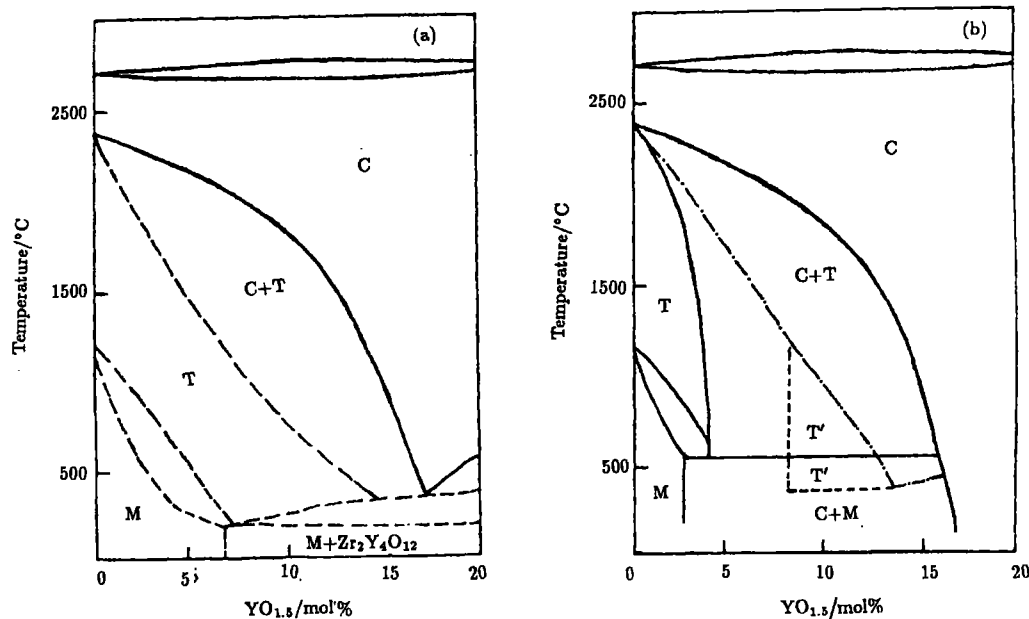 (a)
2500
C
C+T
1500
T
500
M
M+Zr₂Y₄O₁₂
0 5 10 15 20
Temperature/°C
YO₁.₅/mol%
(b)
2500
C
C+T
1500
T
T′
500
T′
M
C+M
0 5 10 15 20
Temperature/°C
YO₁.₅/mol%